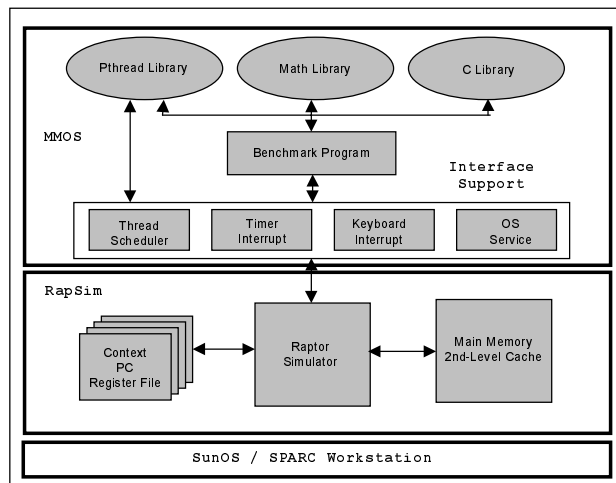 Pthread Library
Math Library
C Library
MMOS
Benchmark Program
Interface
Support
Thread
Scheduler
Timer
Interrupt
Keyboard
Interrupt
OS
Service
RapSim
Context
PC
Register File
Raptor
Simulator
Main Memory
2nd-Level Cache
SunOS / SPARC Workstation